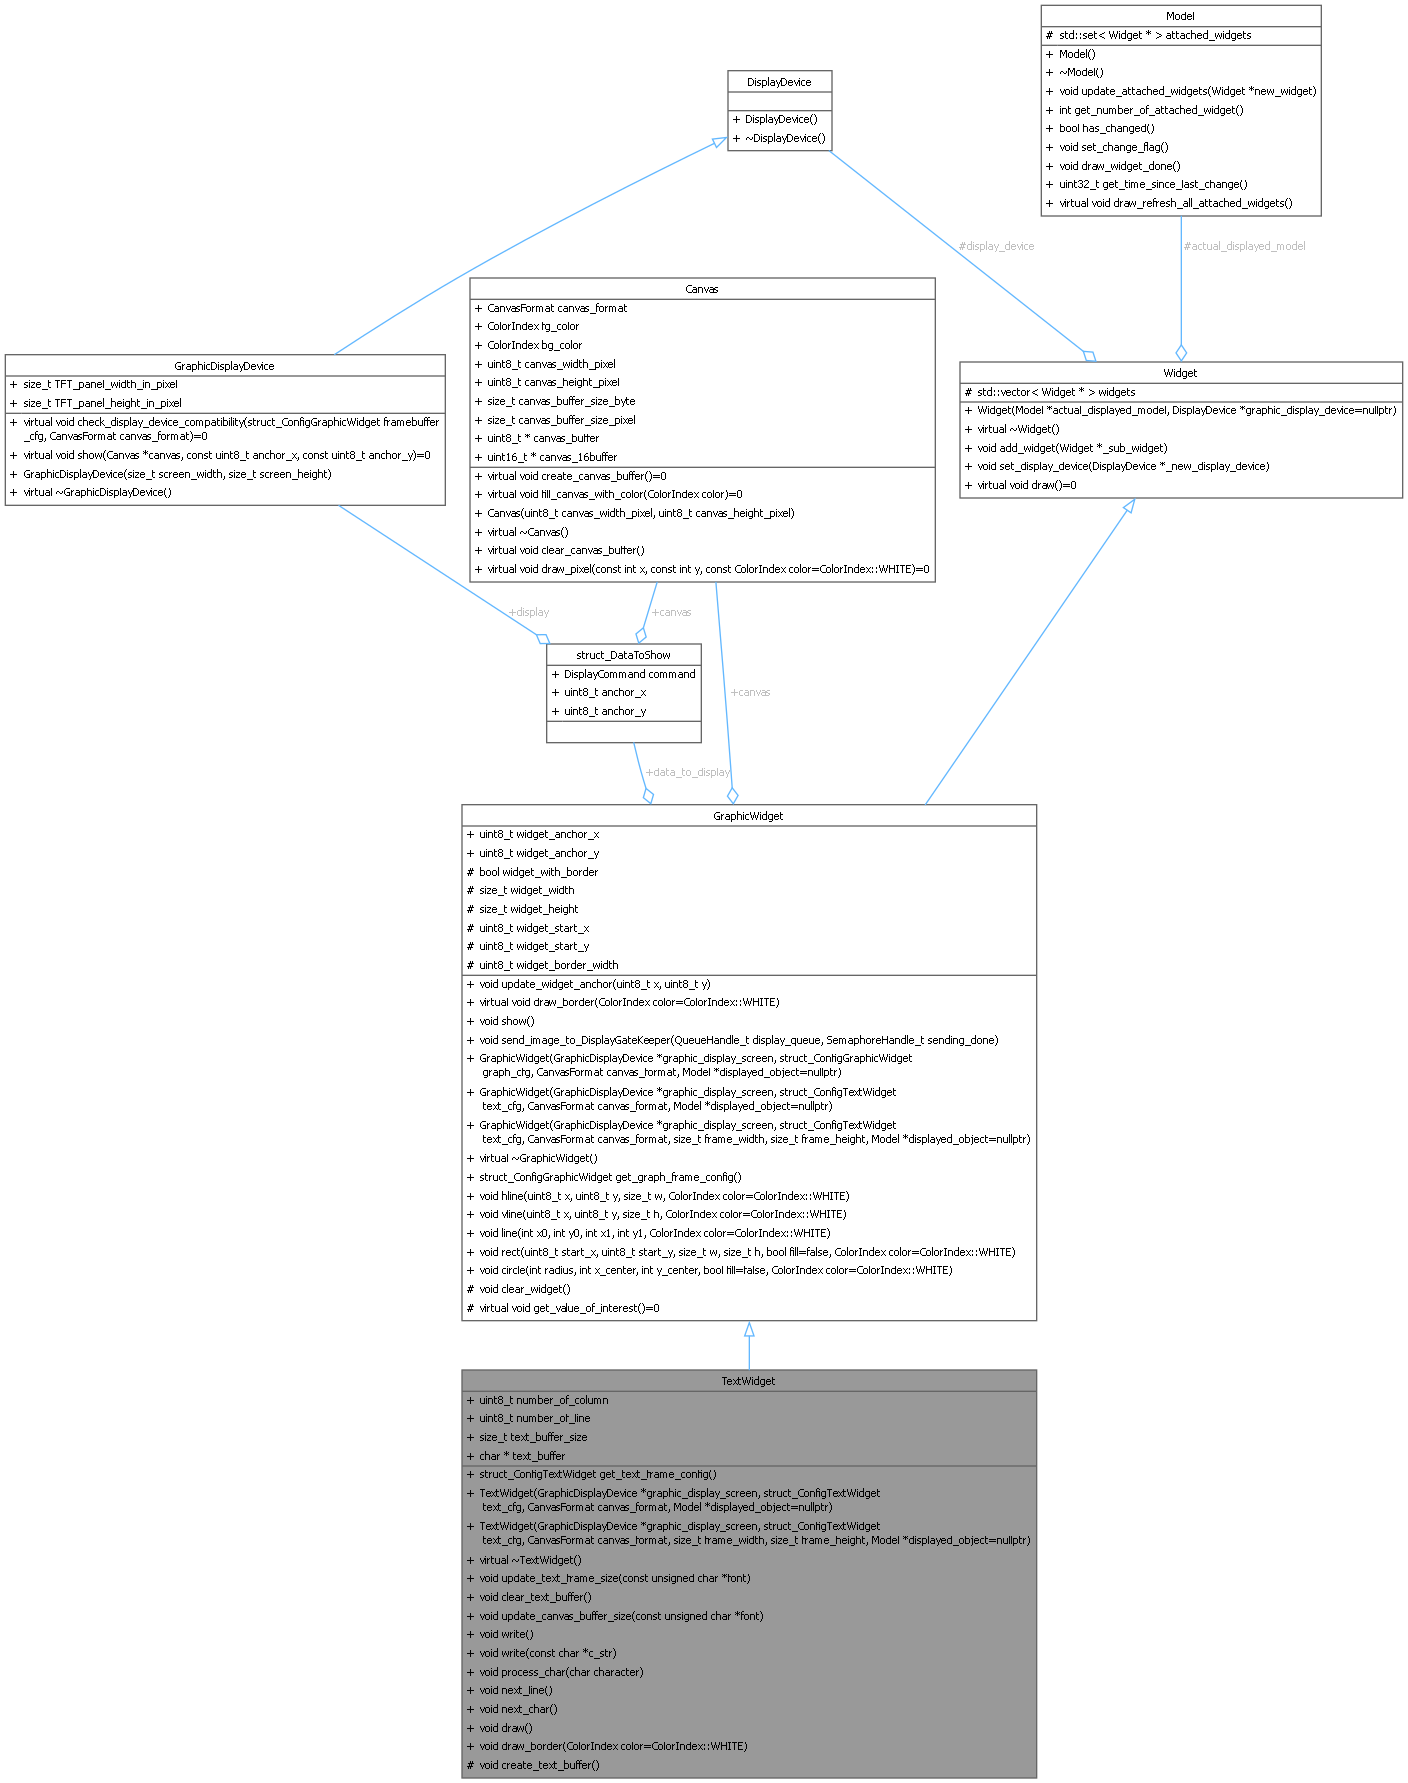 Model
# std::set< Widget * > attached_widgets
+ Model()
+ ~Model()
+ void update_attached_widgets(Widget *new_widget)
+ int get_number_of_attached_widget()
+ bool has_changed()
+ void set_change_flag()
+ void draw_widget_done()
+ uint32_t get_time_since_last_change()
+ virtual void draw_refresh_all_attached_widgets()
DisplayDevice
+ DisplayDevice()
+ ~DisplayDevice()
#display_device
#actual_displayed_model
Canvas
+ CanvasFormat canvas_format
+ ColorIndex fg_color
+ ColorIndex bg_color
+ uint8_t canvas_width_pixel
+ uint8_t canvas_height_pixel
+ size_t canvas_buffer_size_byte
+ size_t canvas_buffer_size_pixel
+ uint8_t * canvas_buffer
+ uint16_t * canvas_16buffer
+ virtual void create_canvas_buffer()=0
+ virtual void fill_canvas_with_color(ColorIndex color)=0
+ Canvas(uint8_t canvas_width_pixel, uint8_t canvas_height_pixel)
+ virtual ~Canvas()
+ virtual void clear_canvas_buffer()
+ virtual void draw_pixel(const int x, const int y, const ColorIndex color=ColorIndex::WHITE)=0
GraphicDisplayDevice
+ size_t TFT_panel_width_in_pixel
+ size_t TFT_panel_height_in_pixel
+ virtual void check_display_device_compatibility(struct_ConfigGraphicWidget framebuffer
_cfg, CanvasFormat canvas_format)=0
+ virtual void show(Canvas *canvas, const uint8_t anchor_x, const uint8_t anchor_y)=0
+ GraphicDisplayDevice(size_t screen_width, size_t screen_height)
+ virtual ~GraphicDisplayDevice()
Widget
# std::vector< Widget * > widgets
+ Widget(Model *actual_displayed_model, DisplayDevice *graphic_display_device=nullptr)
+ virtual ~Widget()
+ void add_widget(Widget *_sub_widget)
+ void set_display_device(DisplayDevice *_new_display_device)
+ virtual void draw()=0
+display
+canvas
struct_DataToShow
+ DisplayCommand command
+ uint8_t anchor_x
+ uint8_t anchor_y
+canvas
+data_to_display
GraphicWidget
+ uint8_t widget_anchor_x
+ uint8_t widget_anchor_y
# bool widget_with_border
# size_t widget_width
# size_t widget_height
# uint8_t widget_start_x
# uint8_t widget_start_y
# uint8_t widget_border_width
+ void update_widget_anchor(uint8_t x, uint8_t y)
+ virtual void draw_border(ColorIndex color=ColorIndex::WHITE)
+ void show()
+ void send_image_to_DisplayGateKeeper(QueueHandle_t display_queue, SemaphoreHandle_t sending_done)
+ GraphicWidget(GraphicDisplayDevice *graphic_display_screen, struct_ConfigGraphicWidget
graph_cfg, CanvasFormat canvas_format, Model *displayed_object=nullptr)
+ GraphicWidget(GraphicDisplayDevice *graphic_display_screen, struct_ConfigTextWidget
text_cfg, CanvasFormat canvas_format, Model *displayed_object=nullptr)
+ GraphicWidget(GraphicDisplayDevice *graphic_display_screen, struct_ConfigTextWidget
text_cfg, CanvasFormat canvas_format, size_t frame_width, size_t frame_height, Model *displayed_object=nullptr)
+ virtual ~GraphicWidget()
+ struct_ConfigGraphicWidget get_graph_frame_config()
+ void hline(uint8_t x, uint8_t y, size_t w, ColorIndex color=ColorIndex::WHITE)
+ void vline(uint8_t x, uint8_t y, size_t h, ColorIndex color=ColorIndex::WHITE)
+ void line(int x0, int y0, int x1, int y1, ColorIndex color=ColorIndex::WHITE)
+ void rect(uint8_t start_x, uint8_t start_y, size_t w, size_t h, bool fill=false, ColorIndex color=ColorIndex::WHITE)
+ void circle(int radius, int x_center, int y_center, bool fill=false, ColorIndex color=ColorIndex::WHITE)
# void clear_widget()
# virtual void get_value_of_interest()=0
TextWidget
+ uint8_t number_of_column
+ uint8_t number_of_line
+ size_t text_buffer_size
+ char * text_buffer
+ struct_ConfigTextWidget get_text_frame_config()
+ TextWidget(GraphicDisplayDevice *graphic_display_screen, struct_ConfigTextWidget
text_cfg, CanvasFormat canvas_format, Model *displayed_object=nullptr)
+ TextWidget(GraphicDisplayDevice *graphic_display_screen, struct_ConfigTextWidget
text_cfg, CanvasFormat canvas_format, size_t frame_width, size_t frame_height, Model *displayed_object=nullptr)
+ virtual ~TextWidget()
+ void update_text_frame_size(const unsigned char *font)
+ void clear_text_buffer()
+ void update_canvas_buffer_size(const unsigned char *font)
+ void write()
+ void write(const char *c_str)
+ void process_char(char character)
+ void next_line()
+ void next_char()
+ void draw()
+ void draw_border(ColorIndex color=ColorIndex::WHITE)
# void create_text_buffer()